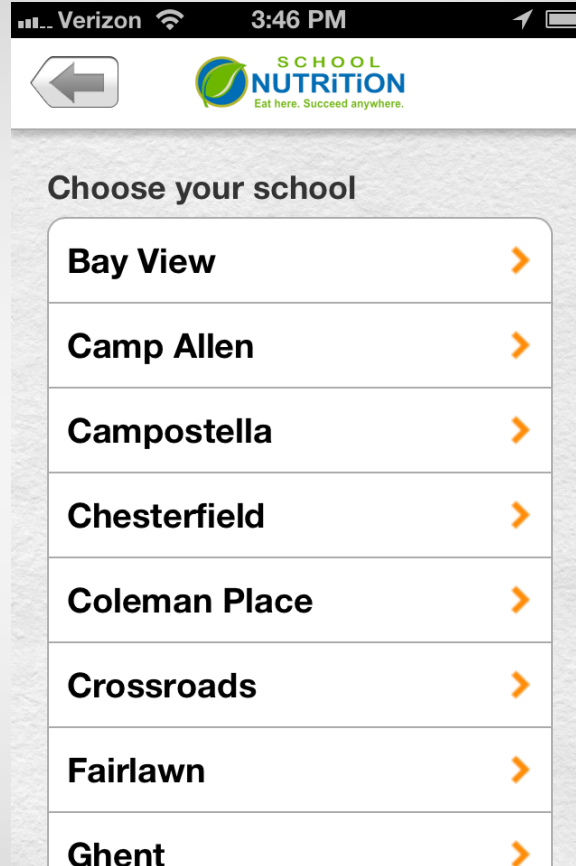 Verizon 3:46 PM
SCHOOL
NUTRiTiON
Eat here. Succeed anywhere.
Choose your school
Bay View
Camp Allen
Campostella
Chesterfield
Coleman Place
Crossroads
Fairlawn
Ghent